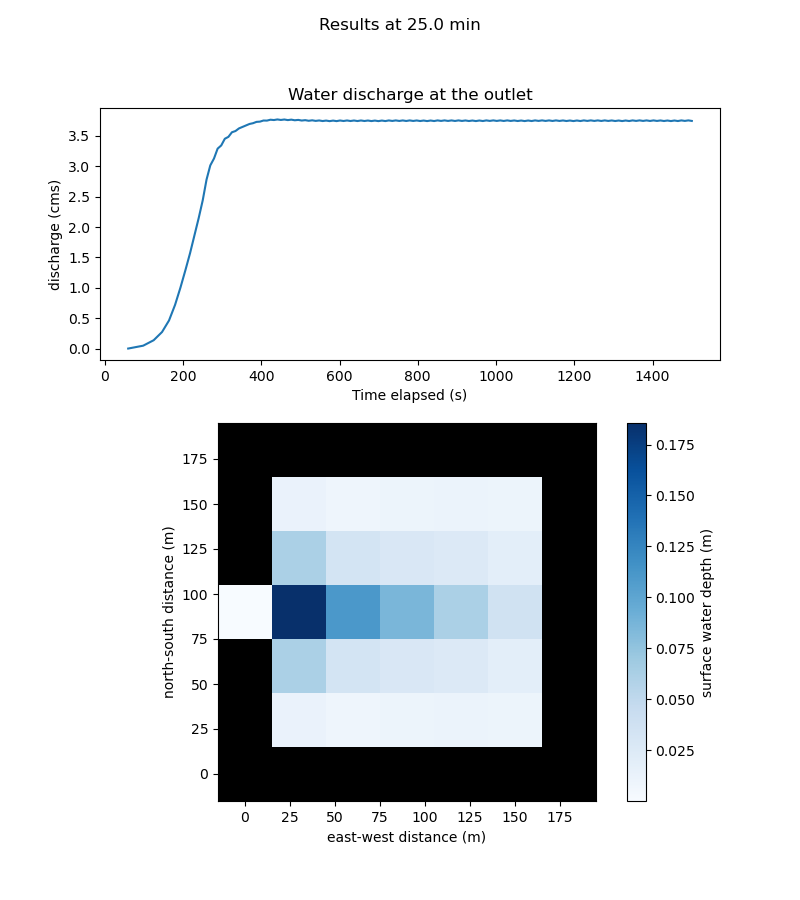 Results at 25.0 min
Water discharge at the outlet
discharge (cms)
3.5
3.0
2.5
2.0
1.5
1.0
0.5
0.0
0 200 400 600 800 1000 1200 1400
Time elapsed (s)
north-south distance (m)
175
150
125
100
75
50
25
0
0 25 50 75 100 125 150 175
east-west distance (m)
0.175
0.150
0.125
0.100
0.075
0.050
0.025
surface water depth (m)